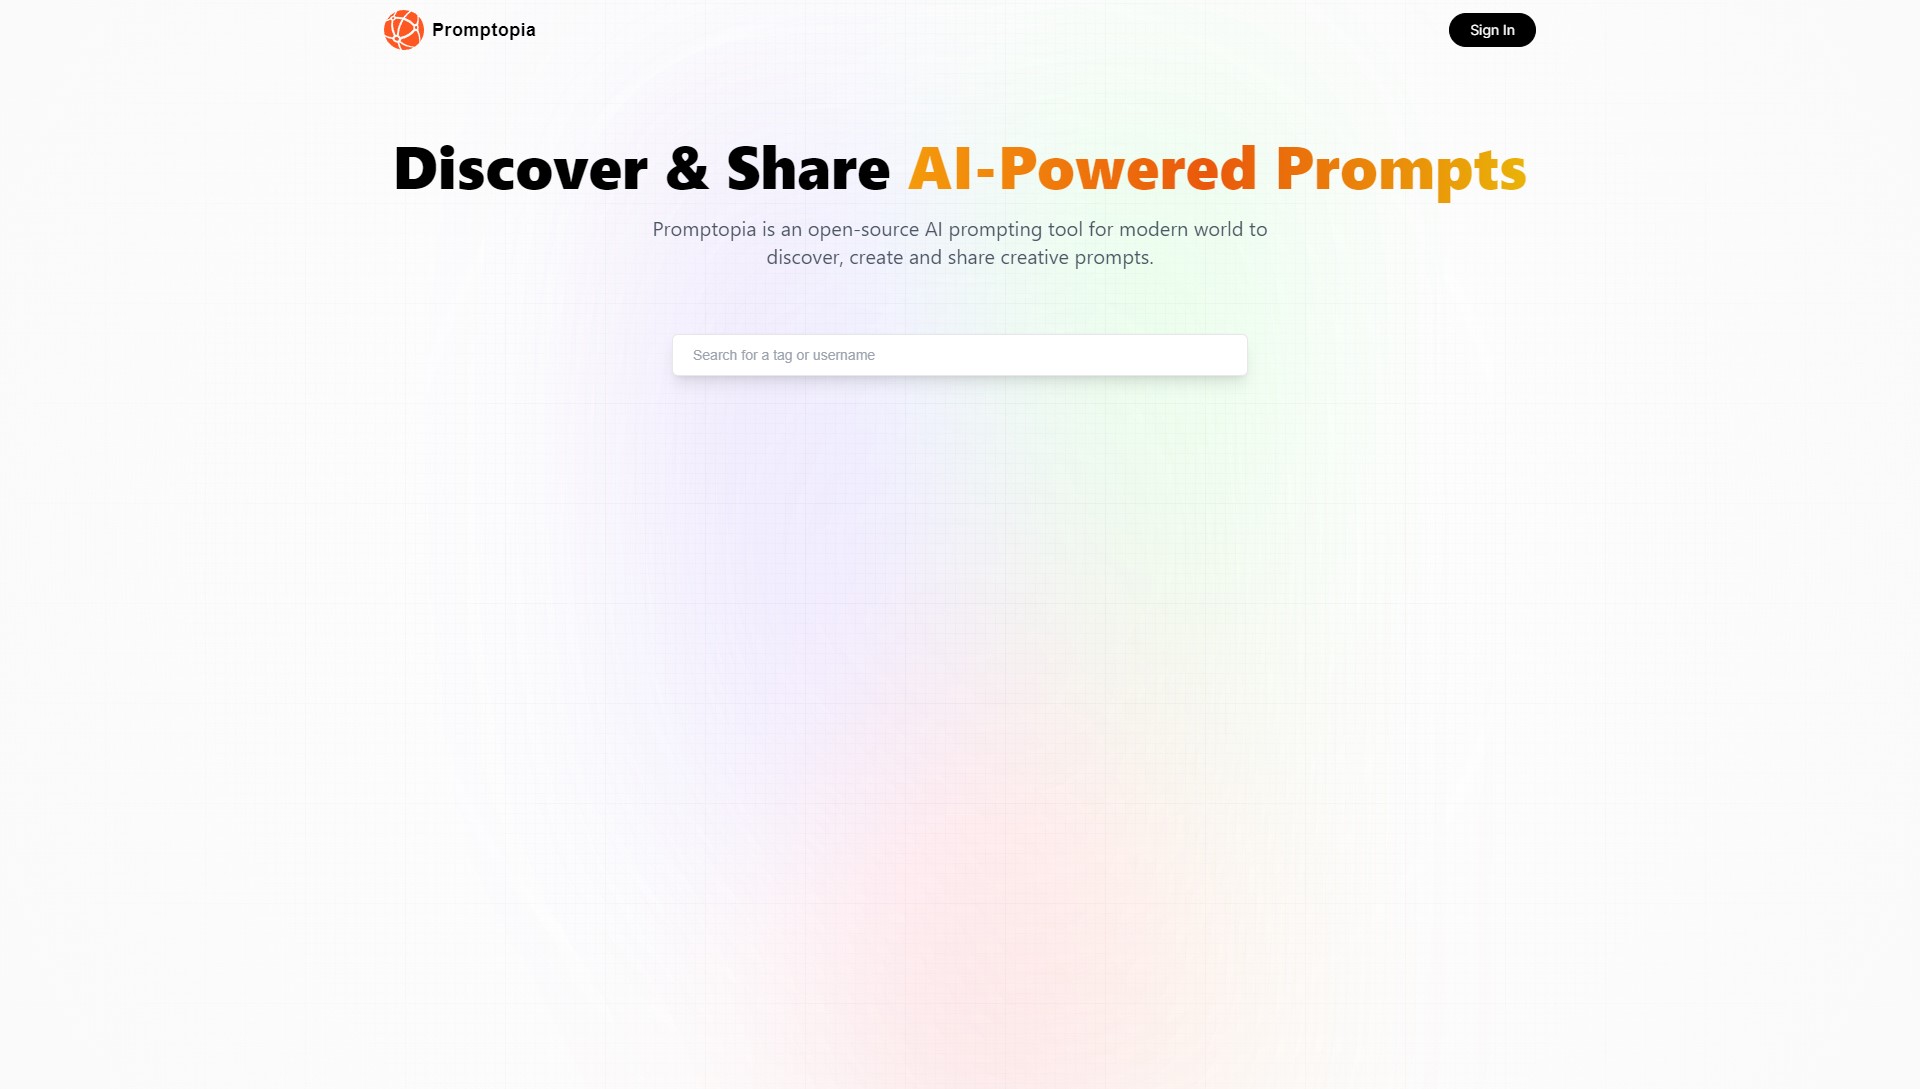 Promptopia
Sign In
Discover & Share AI-Powered Prompts
Promptopia is an open-source AI prompting tool for modern world to
discover, create and share creative prompts.
Search for a tag or username